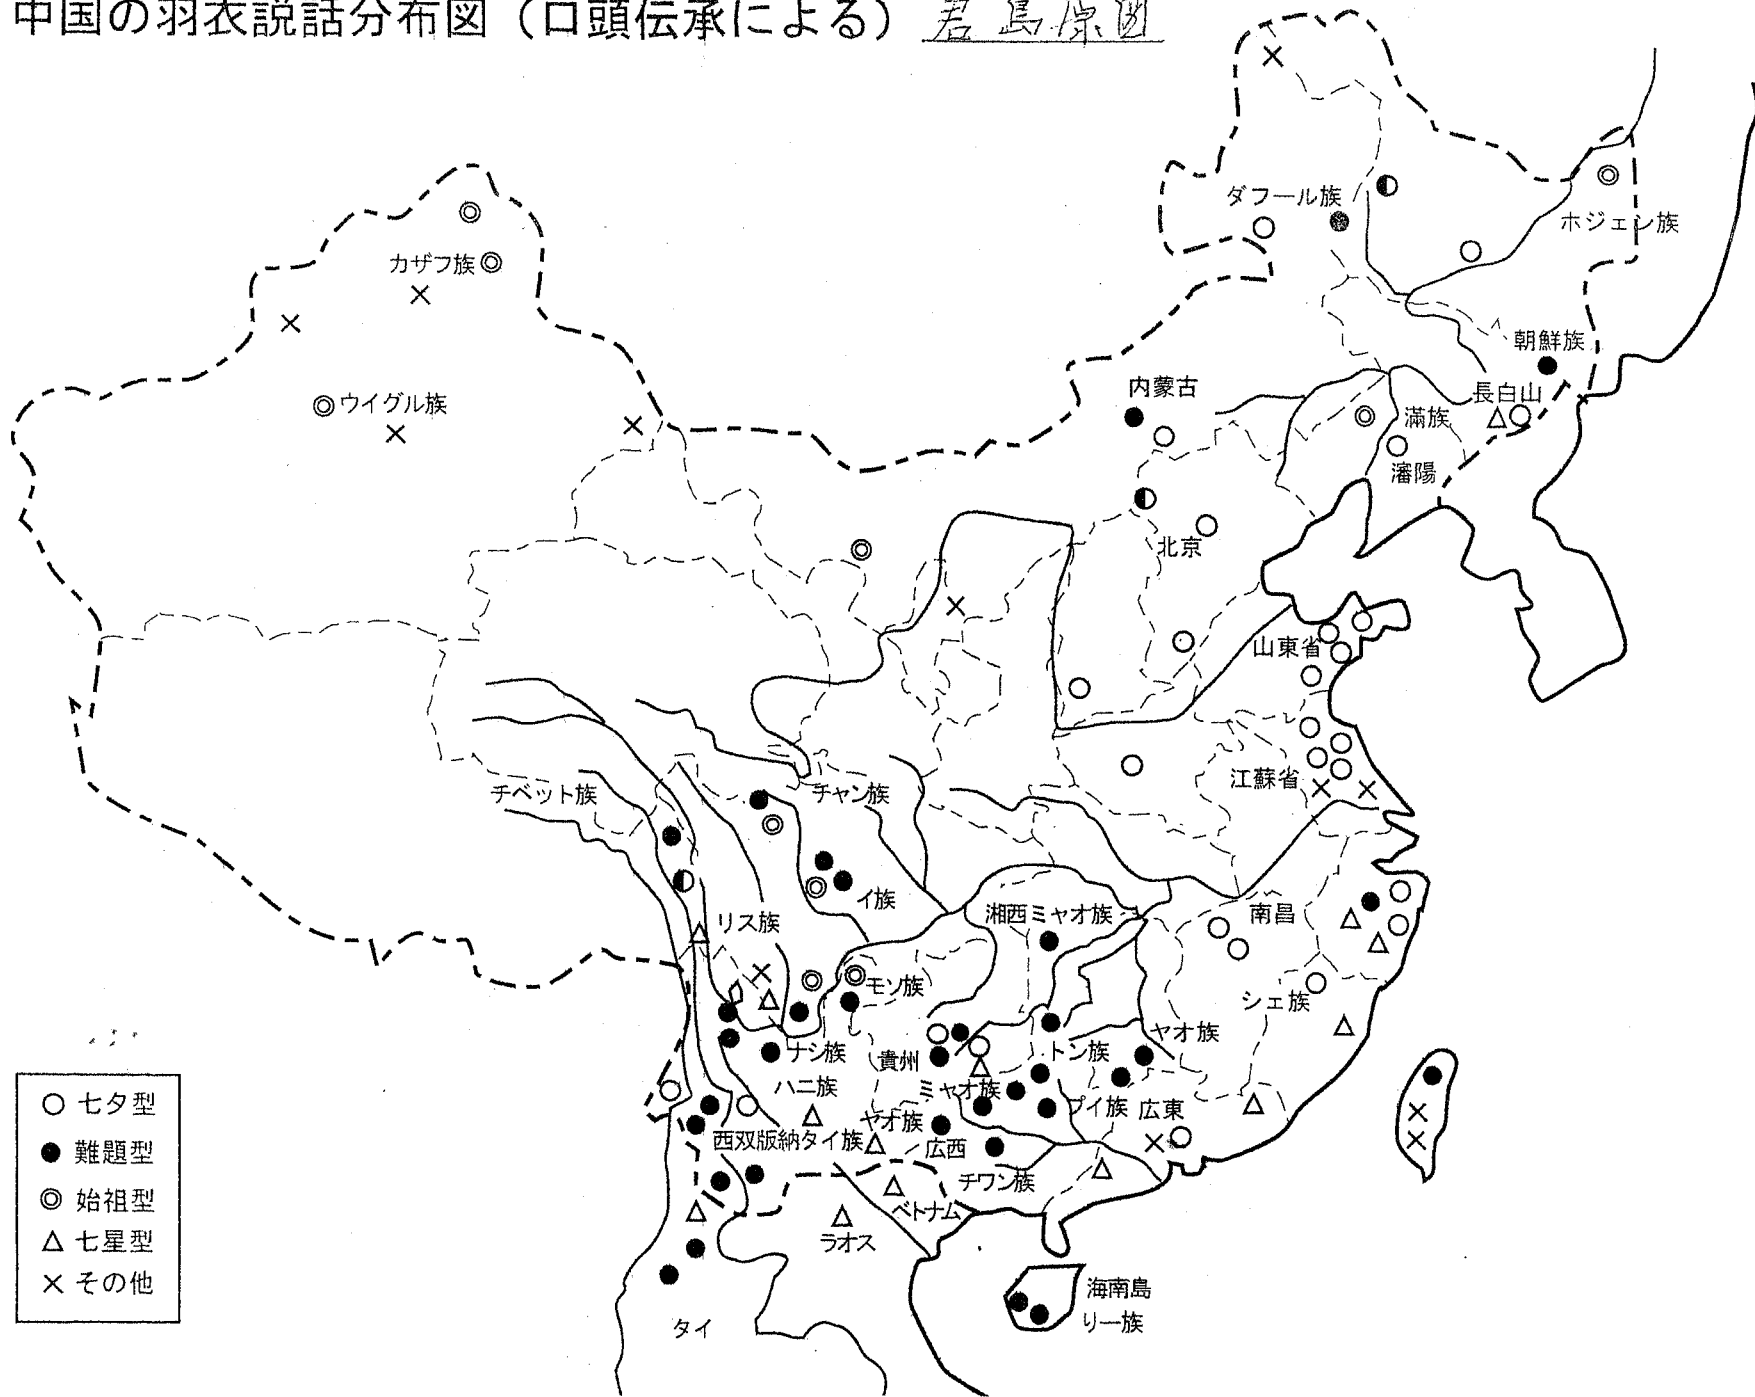 中国の羽衣説話分布図（口頭伝承による） 君島原図
ダフール族
ホジェン族
カザフ族
朝鮮族
内蒙古
長白山
ウイグル族
満族
瀋陽
北京
山東省
江蘇省
チベット族
チャン族
イ族
リス族
湘西ミャオ族
南昌
モソ族
シェ族
ヤオ族
ナシ族
貴州
トン族
ハニ族
ミャオ族
プイ族
広東
ヤオ族
西双版納タイ族
広西
チワン族
ベトナム
ラオス
海南島
リー族
タイ
○ 七夕型
● 難題型
◎ 始祖型
△ 七星型
× その他